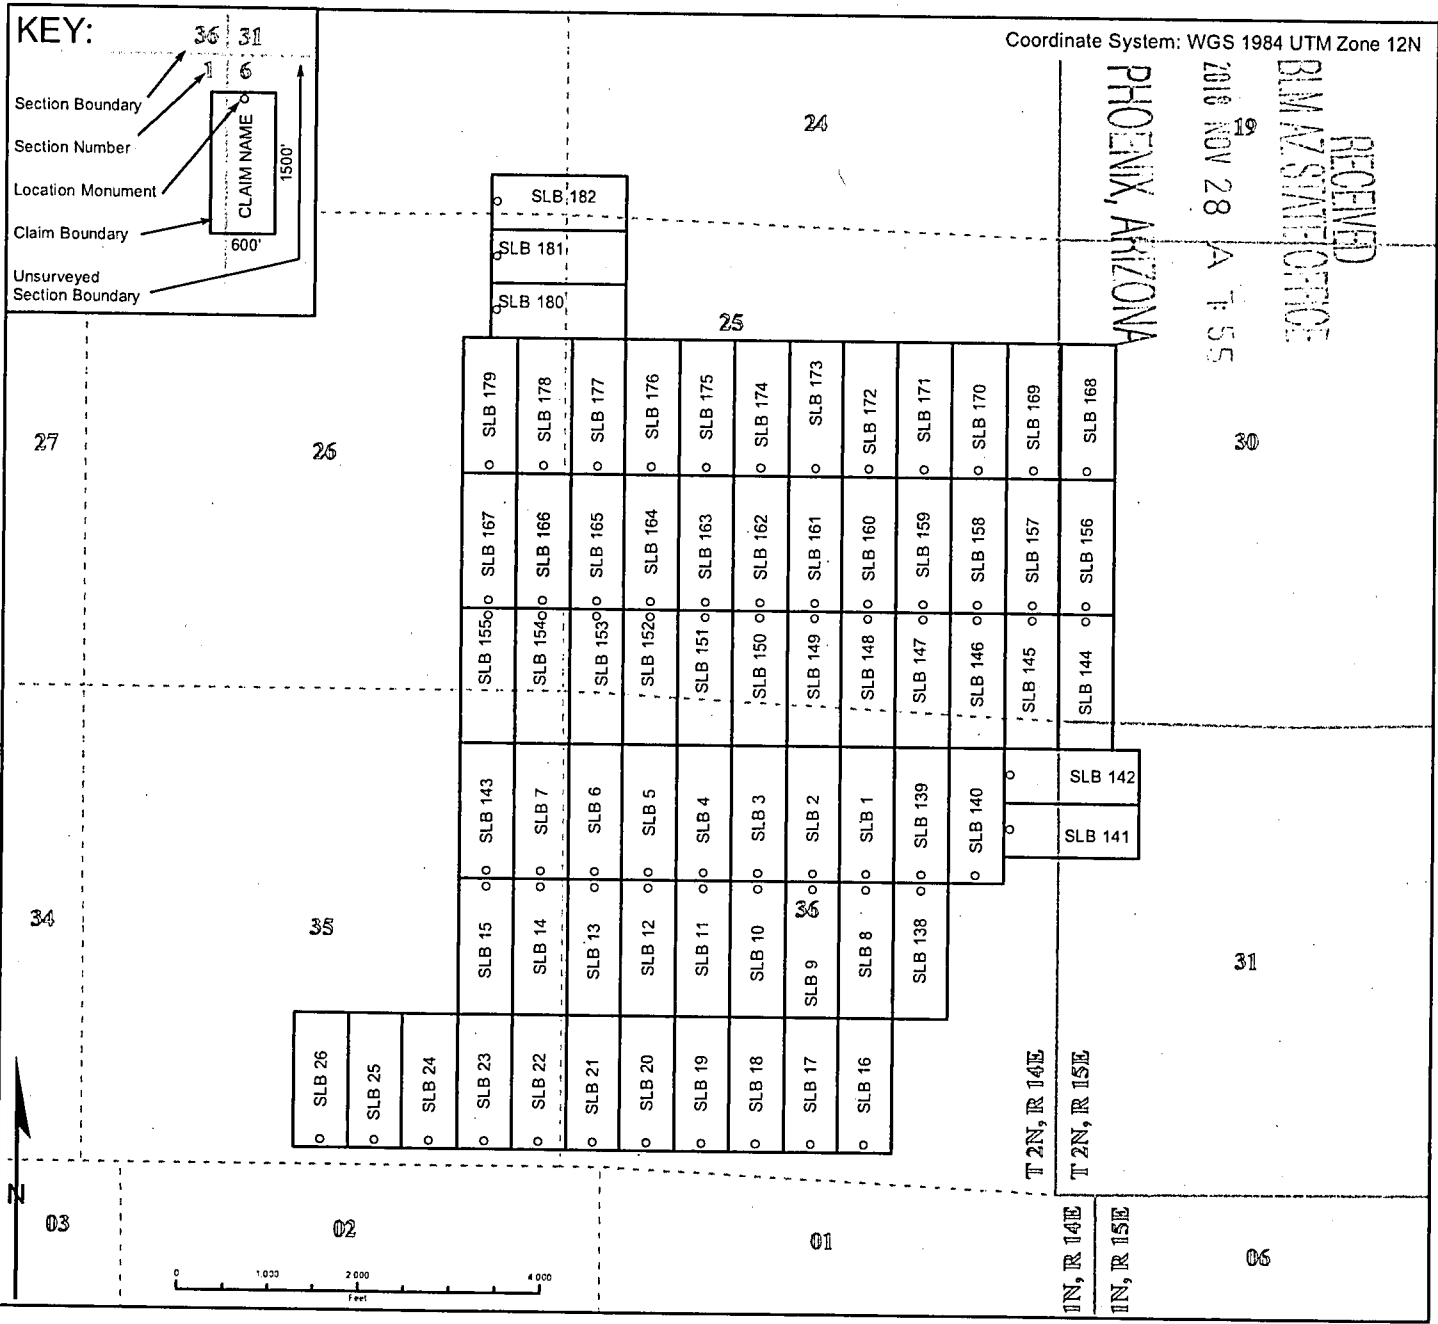 KEY:
36 31
1 6
Section Boundary
Section Number
Location Monument
Claim Boundary
Unsurveyed
Section Boundary
CLAIM NAME
1500'
600'
Coordinate System: WGS 1984 UTM Zone 12N
RECEIVED
BLM AZ STATE OFFICE
NOV 28 A 7:55
PHOENIX, ARIZONA
24
19
SLB 182
SLB 181
SLB 180
25
27
26
30
SLB 179
SLB 178
SLB 177
SLB 176
SLB 175
SLB 174
SLB 173
SLB 172
SLB 171
SLB 170
SLB 169
SLB 168
SLB 167
SLB 166
SLB 165
SLB 164
SLB 163
SLB 162
SLB 161
SLB 160
SLB 159
SLB 158
SLB 157
SLB 156
SLB 155
SLB 154
SLB 153
SLB 152
SLB 151
SLB 150
SLB 149
SLB 148
SLB 147
SLB 146
SLB 145
SLB 144
SLB 143
SLB 7
SLB 6
SLB 5
SLB 4
SLB 3
SLB 2
SLB 1
SLB 139
SLB 140
SLB 142
SLB 141
34
35
36
31
SLB 15
SLB 14
SLB 13
SLB 12
SLB 11
SLB 10
SLB 9
SLB 8
SLB 138
SLB 26
SLB 25
SLB 24
SLB 23
SLB 22
SLB 21
SLB 20
SLB 19
SLB 18
SLB 17
SLB 16
T 2N, R 14E
T 2N, R 15E
N
03
02
01
06
1N, R 14E
1N, R 15E
0 1,000 2 000 4 000
Feet